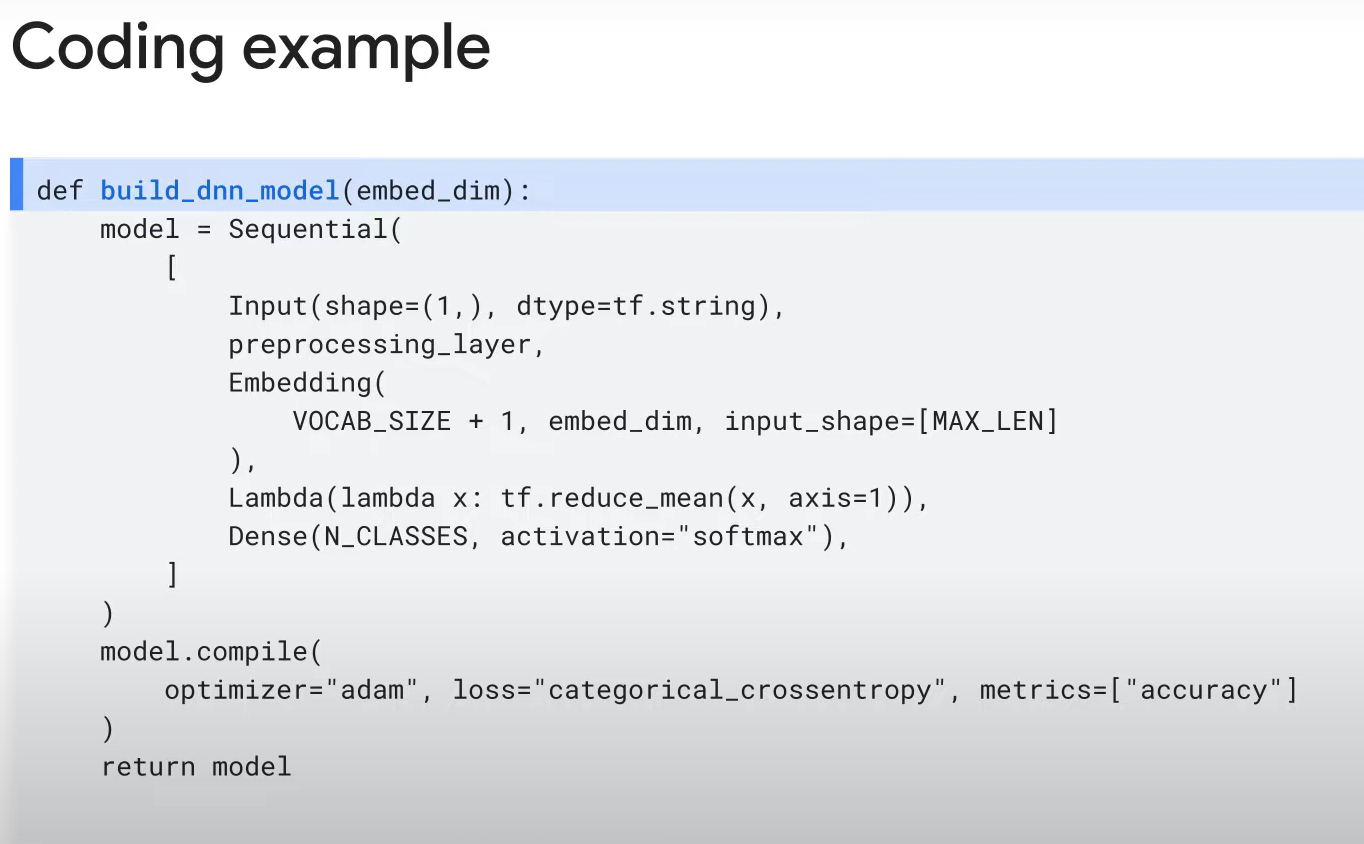 Coding example
def build_dnn_model(embed_dim):
    model = Sequential(
        [
            Input(shape=(1,), dtype=tf.string),
            preprocessing_layer,
            Embedding(
                VOCAB_SIZE + 1, embed_dim, input_shape=[MAX_LEN]
            ),
            Lambda(lambda x: tf.reduce_mean(x, axis=1)),
            Dense(N_CLASSES, activation="softmax"),
        ]
    )
    model.compile(
        optimizer="adam", loss="categorical_crossentropy", metrics=["accuracy"]
    )
    return model